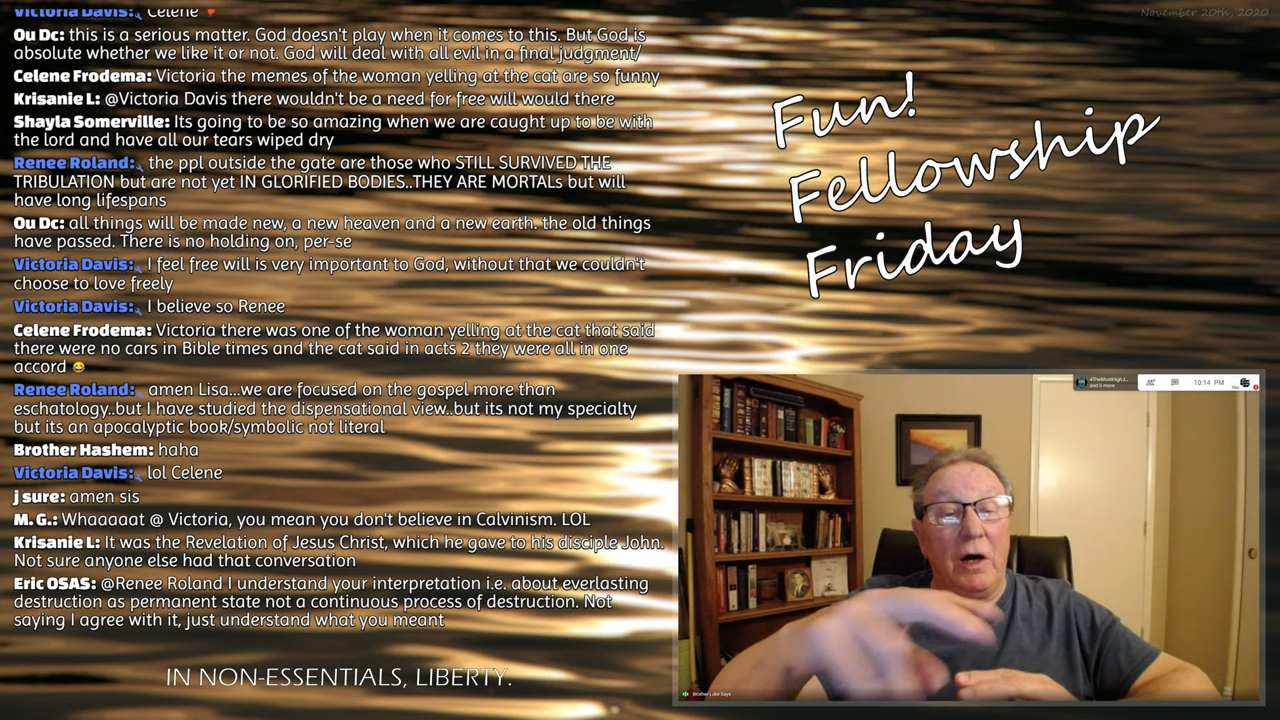 Victoria Davis: Celene
November 20th, 2020
Ou Dc: this is a serious matter. God doesn't play when it comes to this. But God is
absolute whether we like it or not. God will deal with all evil in a final judgment/
Celene Frodema: Victoria the memes of the woman yelling at the cat are so funny
Krisanie L: @Victoria Davis there wouldn't be a need for free will would there
Shayla Somerville: Its going to be so amazing when we are caught up to be with
the lord and have all our tears wiped dry
Renee Roland: the ppl outside the gate are those who STILL SURVIVED THE
TRIBULATION but are not yet IN GLORIFIED BODIES..THEY ARE MORTALs but will
have long lifespans
Ou Dc: all things will be made new, a new heaven and a new earth. the old things
have passed. There is no holding on, per-se
Victoria Davis: I feel free will is very important to God, without that we couldn't
choose to love freely
Victoria Davis: I believe so Renee
Celene Frodema: Victoria there was one of the woman yelling at the cat that said
there were no cars in Bible times and the cat said in acts 2 they were all in one
accord 😂
Renee Roland: amen Lisa...we are focused on the gospel more than
eschatology..but I have studied the dispensational view..but its not my specialty
but its an apocalyptic book/symbolic not literal
Brother Hashem: haha
Victoria Davis: lol Celene
j sure: amen sis
M. G.: Whaaaaat @ Victoria, you mean you don't believe in Calvinism. LOL
Krisanie L: It was the Revelation of Jesus Christ, which he gave to his disciple John.
Not sure anyone else had that conversation
Eric OSAS: @Renee Roland I understand your interpretation i.e. about everlasting
destruction as permanent state not a continuous process of destruction. Not
saying I agree with it, just understand what you meant
IN NON-ESSENTIALS, LIBERTY.
Fun!
Fellowship
Friday
4TheMostHighJ...
and 5 more
10:14 PM
You
Brother Luke Says